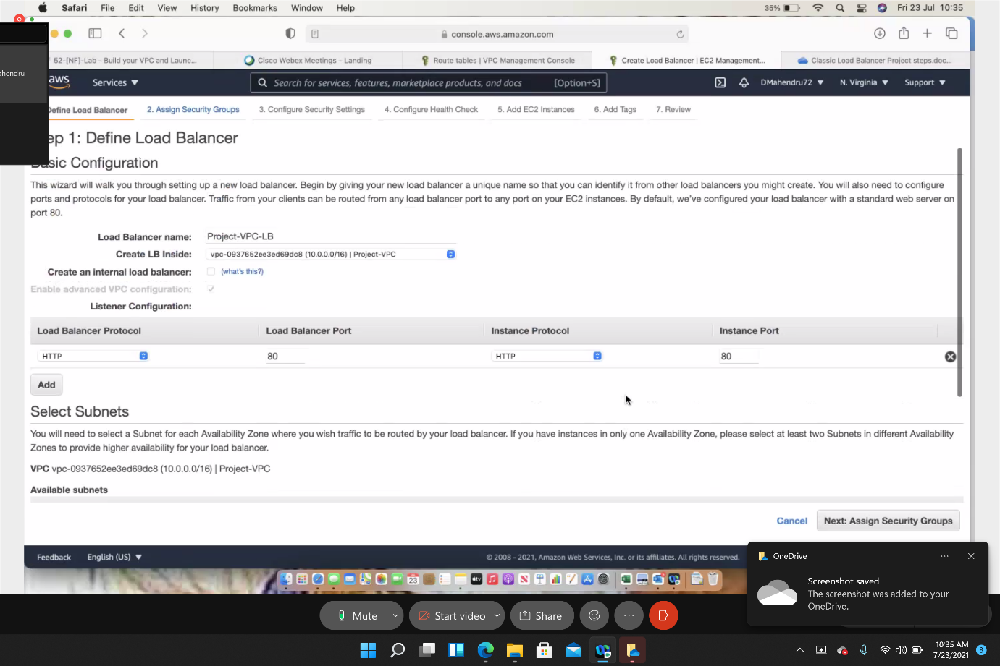 Safari File Edit View History Bookmarks Window Help 35% Fri 23 Jul 10:35
console.aws.amazon.com
52-[NF]-Lab - Build your VPC and Launc... Cisco Webex Meetings - Landing Route tables | VPC Management Console Create Load Balancer | EC2 Management... Classic Load Balancer Project steps.doc...
ahendru
aws Services Search for services, features, marketplace products, and docs [Option+S] DMahendru72 N. Virginia Support
Define Load Balancer 2. Assign Security Groups 3. Configure Security Settings 4. Configure Health Check 5. Add EC2 Instances 6. Add Tags 7. Review
ep 1: Define Load Balancer
Basic Configuration
This wizard will walk you through setting up a new load balancer. Begin by giving your new load balancer a unique name so that you can identify it from other load balancers you might create. You will also need to configure
ports and protocols for your load balancer. Traffic from your clients can be routed from any load balancer port to any port on your EC2 instances. By default, we've configured your load balancer with a standard web server on
port 80.
Load Balancer name: Project-VPC-LB
Create LB Inside: vpc-0937652ee3ed69dc8 (10.0.0.0/16) | Project-VPC
Create an internal load balancer: (what's this?)
Enable advanced VPC configuration:
Listener Configuration:
Load Balancer Protocol Load Balancer Port Instance Protocol Instance Port
HTTP 80 HTTP 80
Add
Select Subnets
You will need to select a Subnet for each Availability Zone where you wish traffic to be routed by your load balancer. If you have instances in only one Availability Zone, please select at least two Subnets in different Availability
Zones to provide higher availability for your load balancer.
VPC vpc-0937652ee3ed69dc8 (10.0.0.0/16) | Project-VPC
Available subnets
Cancel Next: Assign Security Groups
Feedback English (US) © 2008 - 2021, Amazon Web Services, Inc. or its affiliates. All rights reserved.
OneDrive
Screenshot saved
The screenshot was added to your
OneDrive.
23
tv
Mute Start video Share
10:35 AM
7/23/2021
8